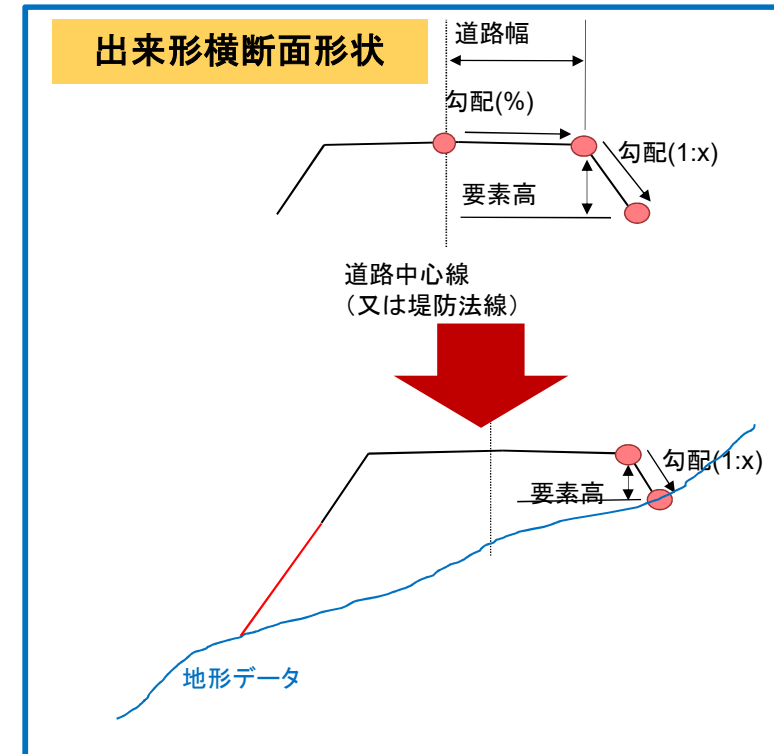 出来形横断面形状
道路幅
勾配(%)
勾配(1:x)
要素高
道路中心線
（又は堤防法線）
勾配(1:x)
要素高
地形データ